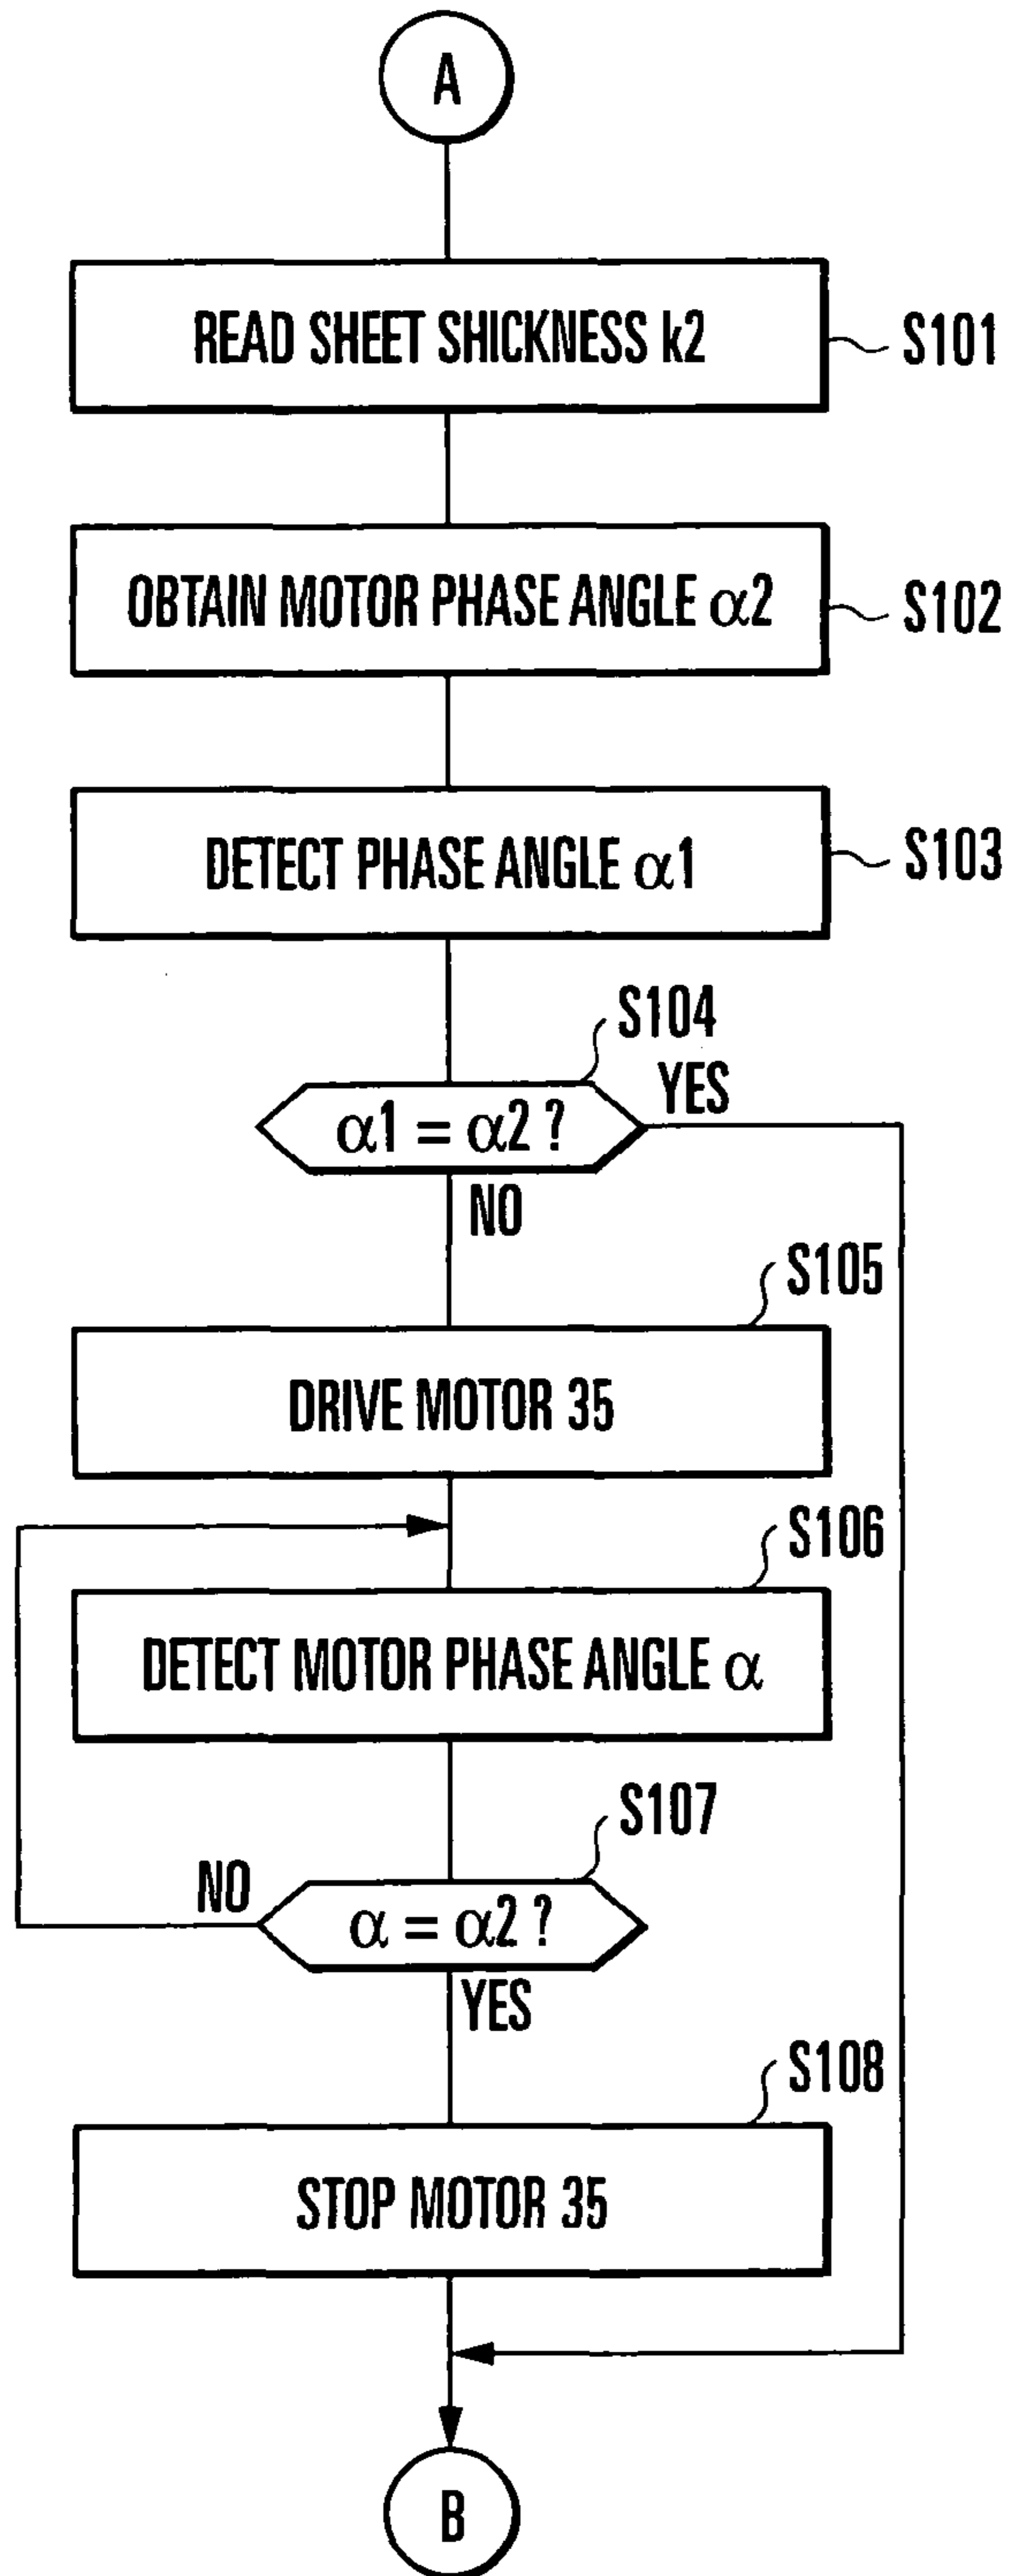 A
READ SHEET SHICKNESS k2
S101
OBTAIN MOTOR PHASE ANGLE α2
S102
DETECT PHASE ANGLE α1
S103
S104
α1 = α2 ?
YES
NO
S105
DRIVE MOTOR 35
S106
DETECT MOTOR PHASE ANGLE α
S107
NO
α = α2 ?
YES
S108
STOP MOTOR 35
B